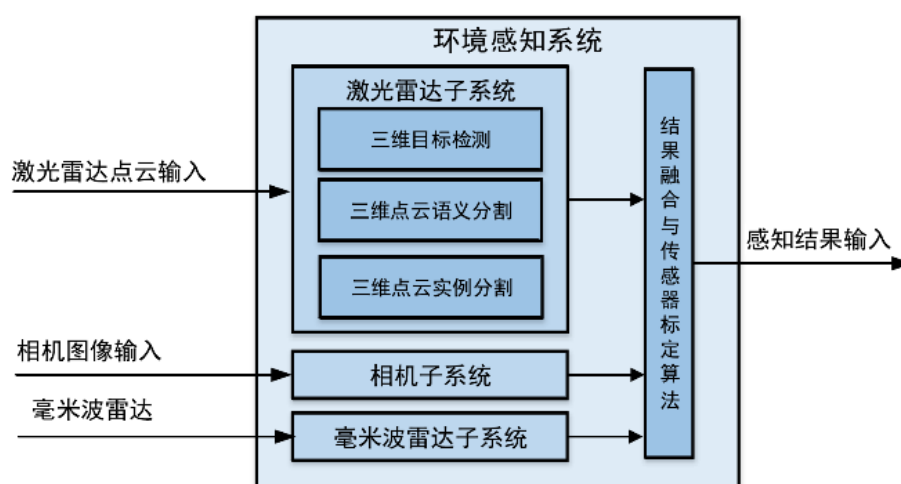 环境感知系统
激光雷达子系统
三维目标检测
三维点云语义分割
三维点云实例分割
相机子系统
毫米波雷达子系统
激光雷达点云输入
相机图像输入
毫米波雷达
结果融合与传感器标定算法
感知结果输入